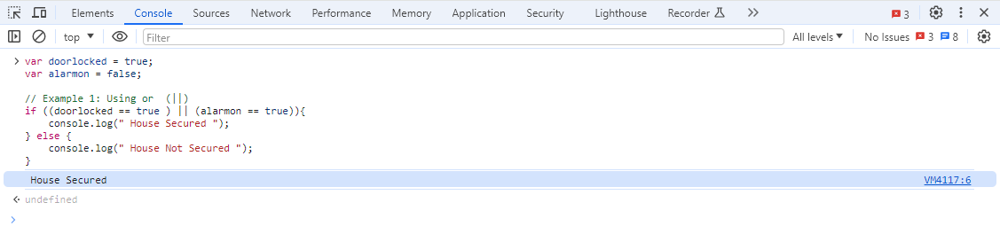 Elements Console Sources Network Performance Memory Application Security Lighthouse Recorder 3
top Filter All levels No Issues 3 8
var doorlocked = true;
var alarmon = false;
// Example 1: Using or  (||)
if ((doorlocked == true ) || (alarmon == true)){
    console.log(" House Secured ");
} else {
    console.log(" House Not Secured ");
}
House Secured VM4117:6
undefined